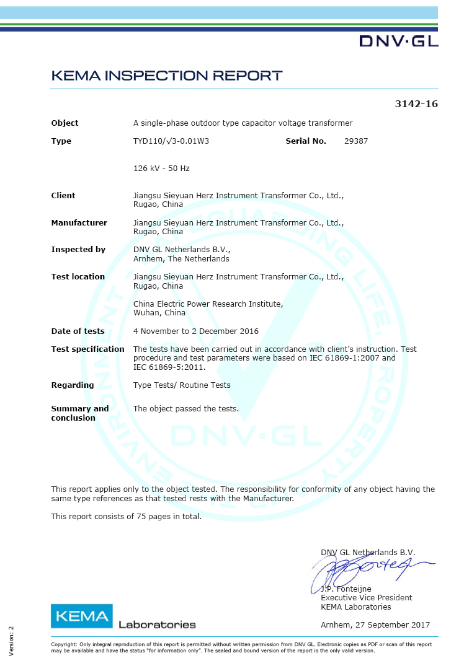 DNV·GL
KEMA INSPECTION REPORT
3142-16
Object A single-phase outdoor type capacitor voltage transformer
Type TYD110/√3-0.01W3 Serial No. 29387
126 kV - 50 Hz
Client Jiangsu Sieyuan Herz Instrument Transformer Co., Ltd.,
Rugao, China
Manufacturer Jiangsu Sieyuan Herz Instrument Transformer Co., Ltd.,
Rugao, China
Inspected by DNV GL Netherlands B.V.,
Arnhem, The Netherlands
Test location Jiangsu Sieyuan Herz Instrument Transformer Co., Ltd.,
Rugao, China
China Electric Power Research Institute,
Wuhan, China
Date of tests 4 November to 2 December 2016
Test specification The tests have been carried out in accordance with client's instruction. Test
procedure and test parameters were based on IEC 61869-1:2007 and
IEC 61869-5:2011.
Regarding Type Tests/ Routine Tests
Summary and The object passed the tests.
conclusion
DNV·GL
This report applies only to the object tested. The responsibility for conformity of any object having the
same type references as that tested rests with the Manufacturer.
This report consists of 75 pages in total.
DNV GL Netherlands B.V.
J.P. Fonteijne
Executive Vice President
KEMA Laboratories
KEMA Laboratories
Arnhem, 27 September 2017
Version: 2
Copyright: Only integral reproduction of this report is permitted without written permission from DNV GL. Electronic copies as PDF or scan of this report
may be available and have the status "for information only". The sealed and bound version of the report is the only valid version.